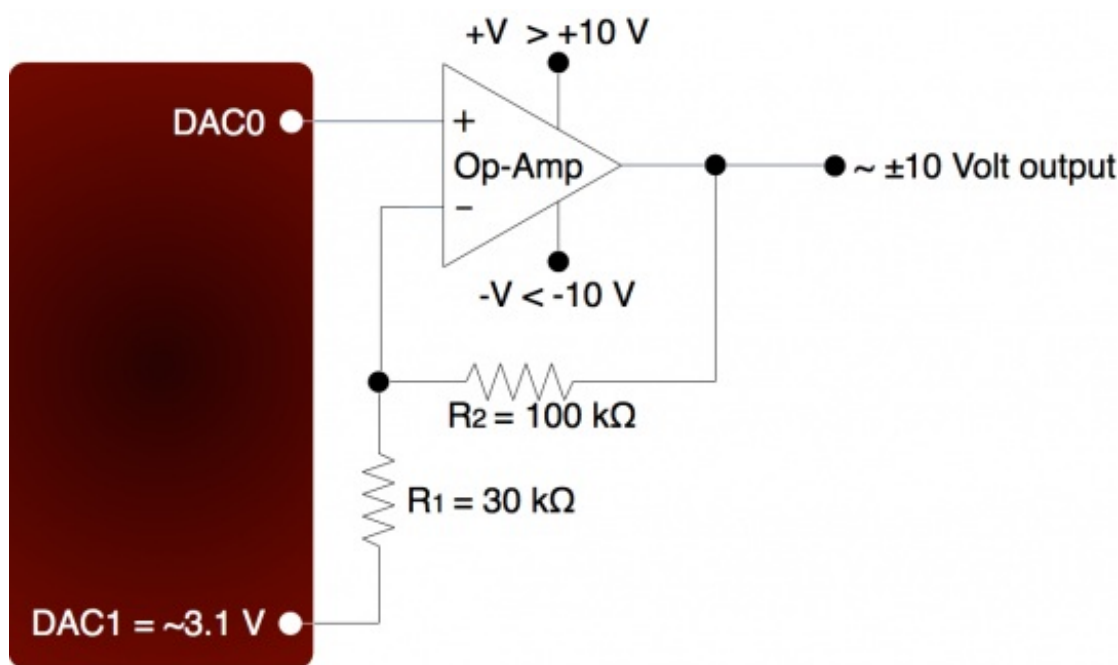 +V > +10 V
DAC0
+
Op-Amp
~ ±10 Volt output
−
-V < -10 V
R2 = 100 kΩ
R1 = 30 kΩ
DAC1 = ~3.1 V